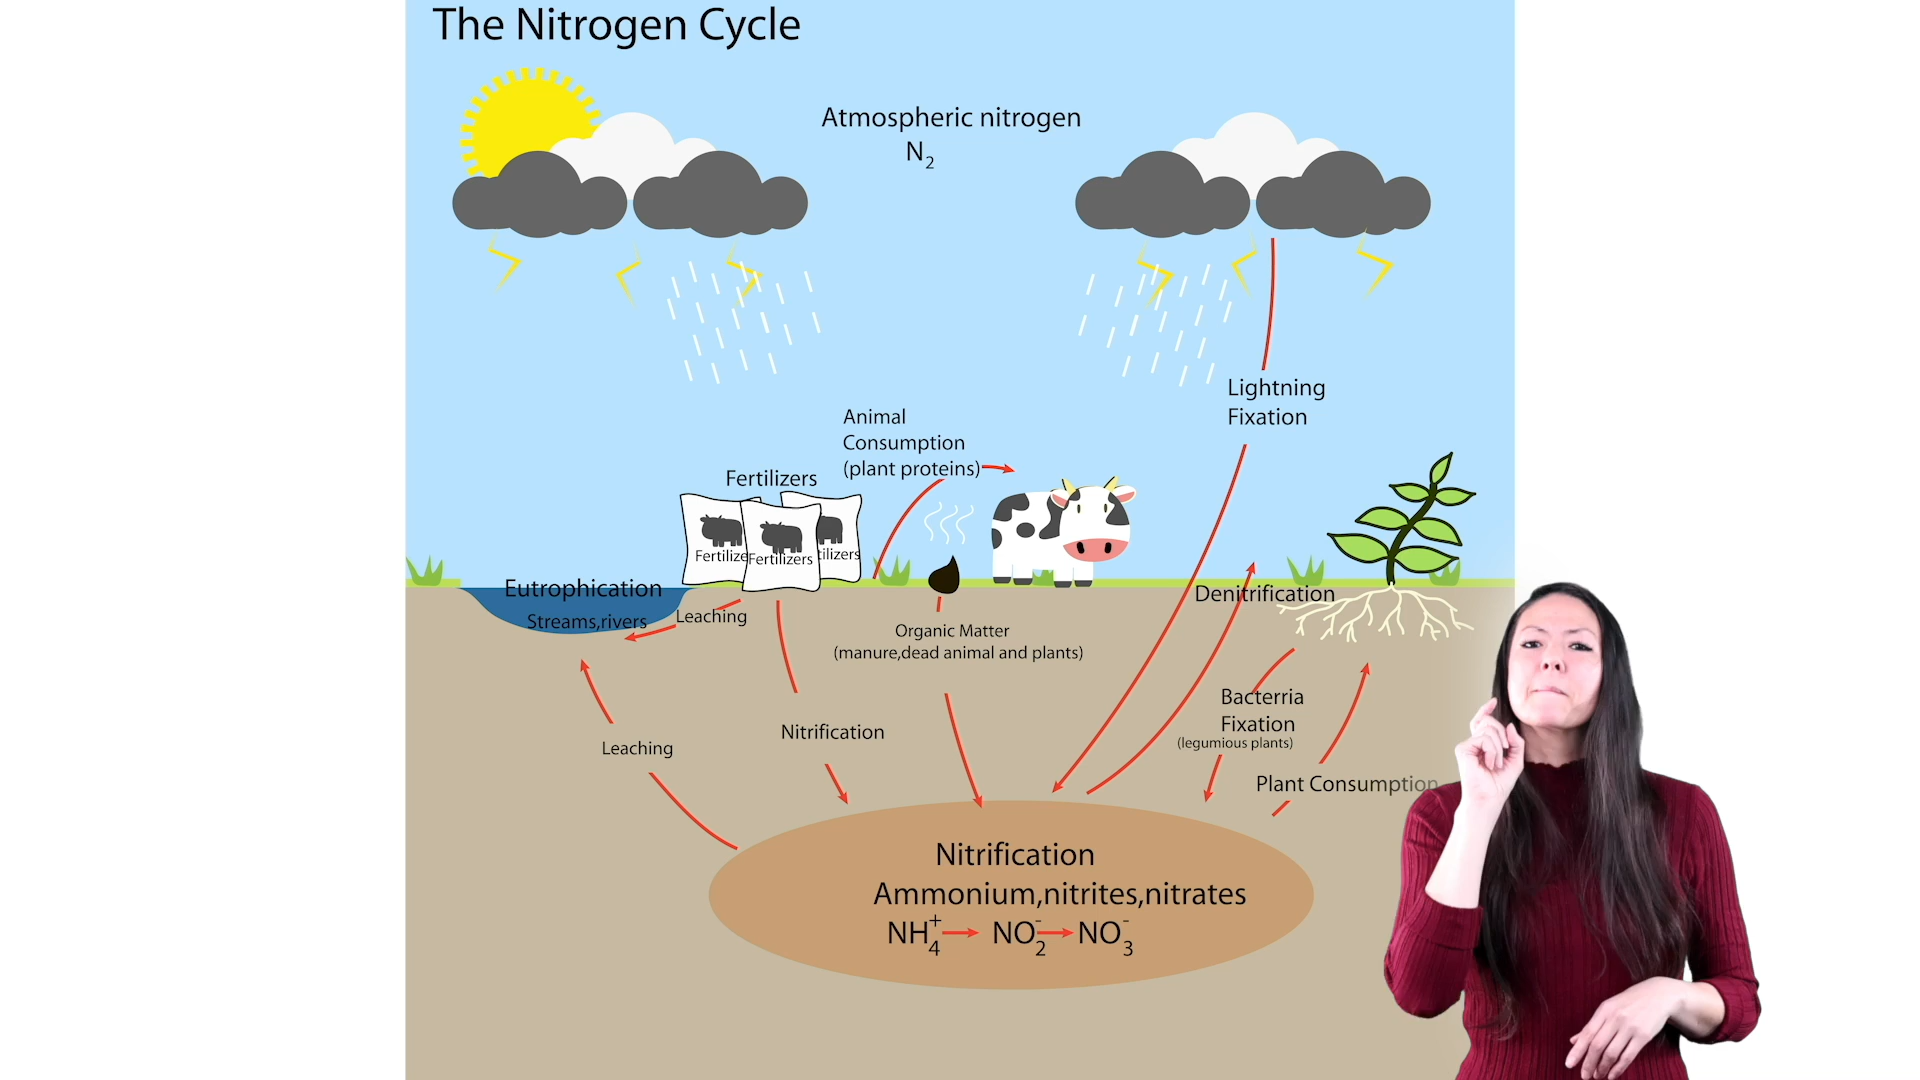 The Nitrogen Cycle
Atmospheric nitrogen
N2
Lightning
Fixation
Animal
Consumption
(plant proteins)
Fertilizers
Fertilize
Fertilizers
tilizers
Eutrophication
Streams,rivers
Leaching
Organic Matter
(manure,dead animal and plants)
Denitrification
Bacterria
Fixation
(legumious plants)
Leaching
Nitrification
Plant Consumption
Nitrification
Ammonium,nitrites,nitrates
NH4+ → NO2- → NO3-